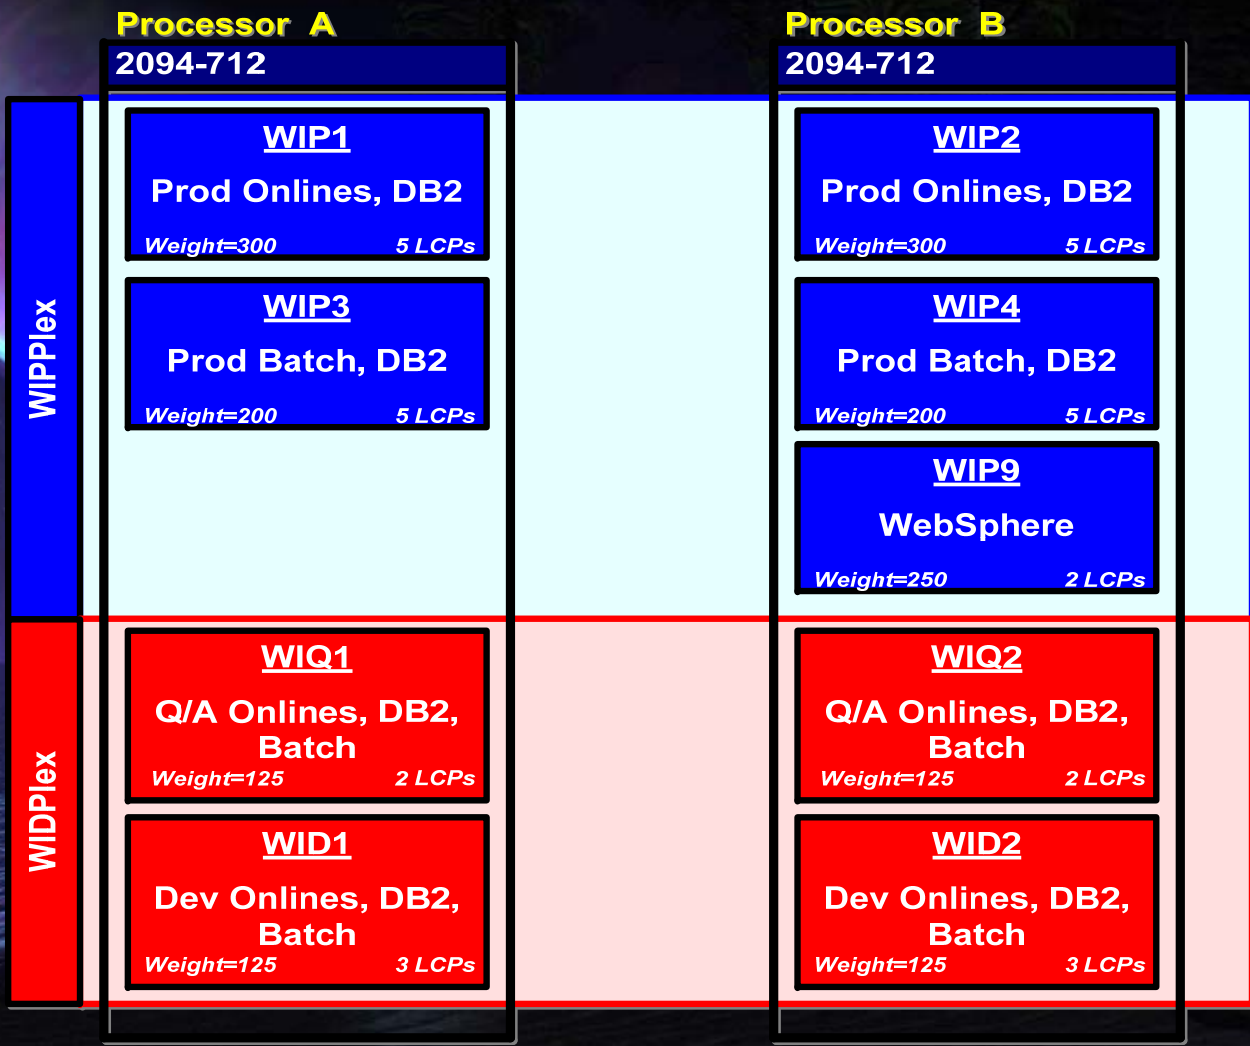 Processor A
2094-712
WIPPlex
WIP1
Prod Onlines, DB2
Weight=300 5 LCPs
WIP3
Prod Batch, DB2
Weight=200 5 LCPs
WIDPlex
WIQ1
Q/A Onlines, DB2,
Batch
Weight=125 2 LCPs
WID1
Dev Onlines, DB2,
Batch
Weight=125 3 LCPs
Processor B
2094-712
WIP2
Prod Onlines, DB2
Weight=300 5 LCPs
WIP4
Prod Batch, DB2
Weight=200 5 LCPs
WIP9
WebSphere
Weight=250 2 LCPs
WIQ2
Q/A Onlines, DB2,
Batch
Weight=125 2 LCPs
WID2
Dev Onlines, DB2,
Batch
Weight=125 3 LCPs